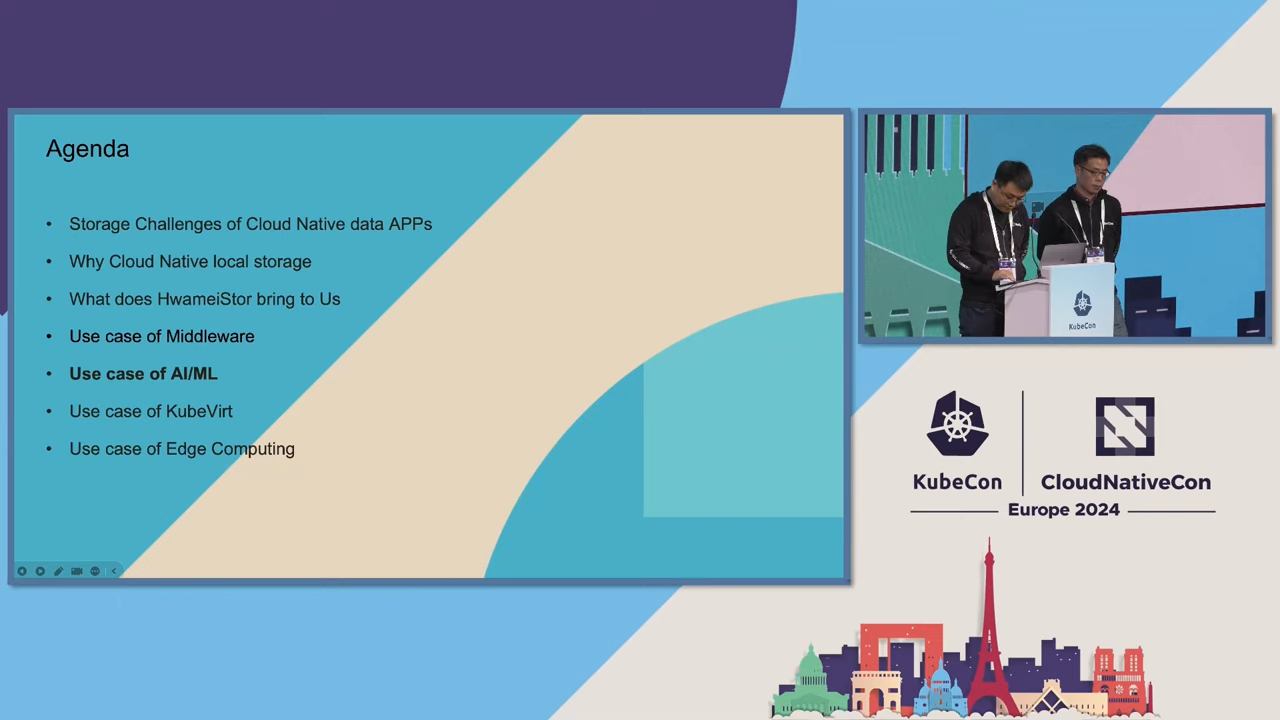 Agenda
• Storage Challenges of Cloud Native data APPs
• Why Cloud Native local storage
• What does HwameiStor bring to Us
• Use case of Middleware
• Use case of AI/ML
• Use case of KubeVirt
• Use case of Edge Computing
KubeCon
KubeCon
CloudNativeCon
Europe 2024